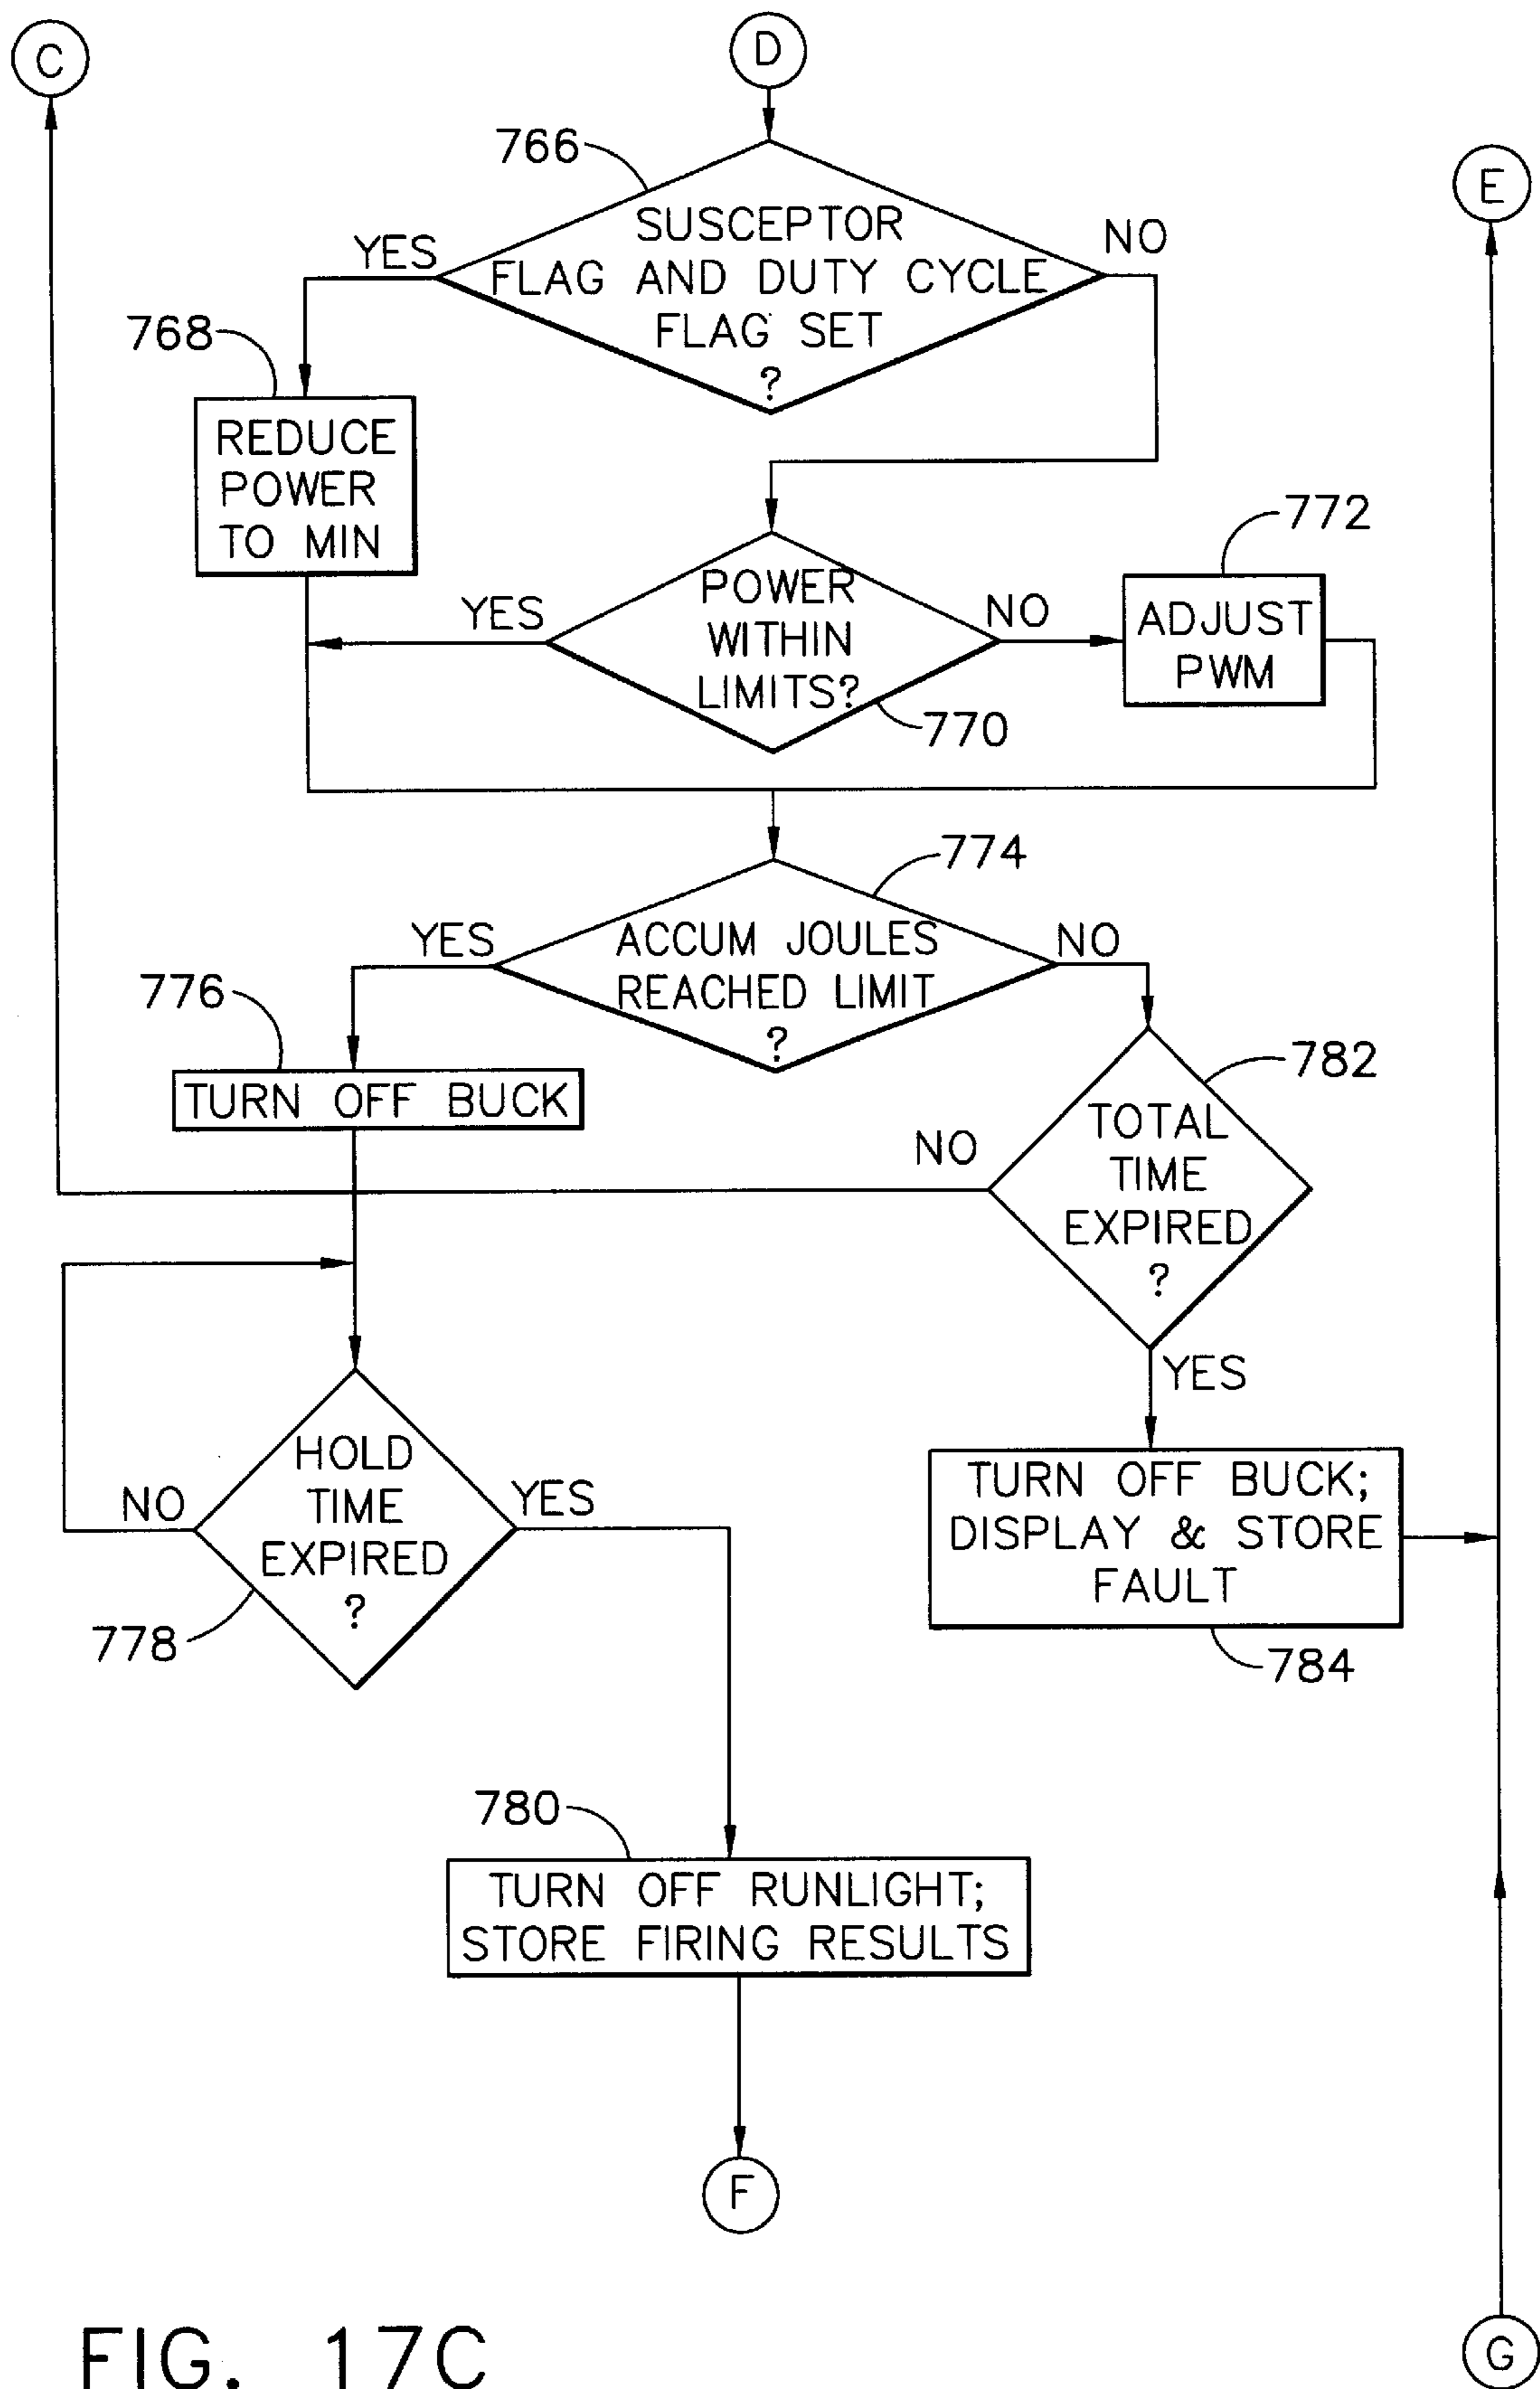 C
D
E
766
SUSCEPTOR
FLAG AND DUTY CYCLE
FLAG SET
?
YES
NO
768
REDUCE
POWER
TO MIN
772
POWER
WITHIN
LIMITS?
YES
NO
ADJUST
PWM
770
774
ACCUM JOULES
REACHED LIMIT
?
YES
NO
776
TURN OFF BUCK
782
TOTAL
TIME
EXPIRED
?
NO
YES
HOLD
TIME
EXPIRED
?
NO
YES
778
TURN OFF BUCK;
DISPLAY & STORE
FAULT
784
780
TURN OFF RUNLIGHT;
STORE FIRING RESULTS
F
FIG. 17C
G